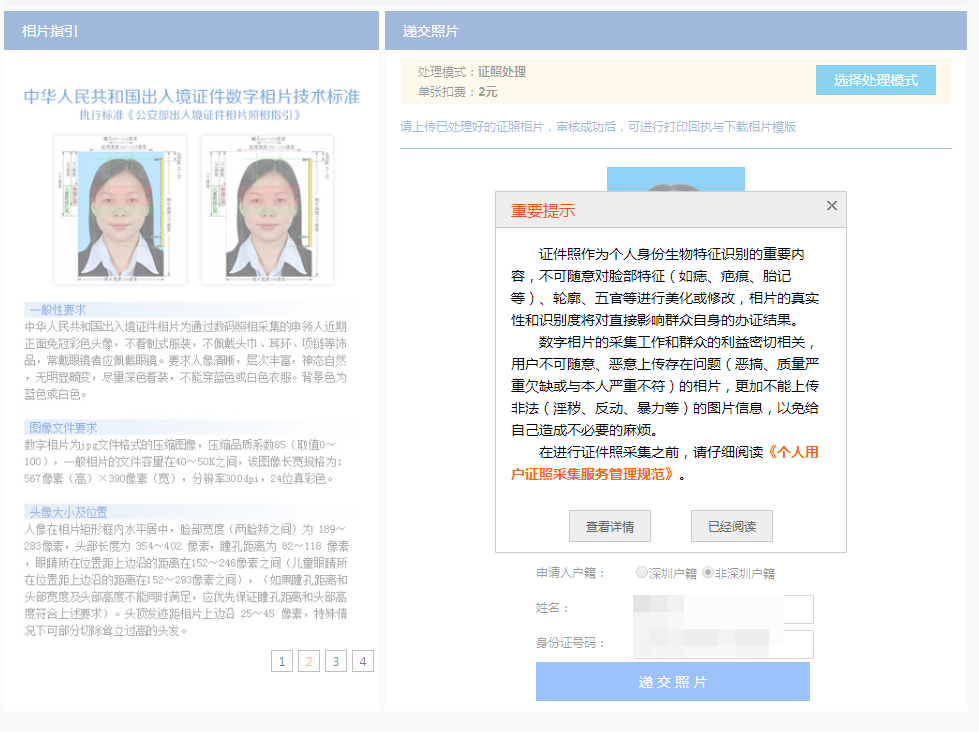 相片指引
中华人民共和国出入境证件数字相片技术标准
执行标准《公安部出入境证件相片照相指引》
一般性要求
中华人民共和国出入境证件相片为通过数码照相采集的申领人近期
正面免冠彩色头像，不着制式服装，不佩戴头巾、耳环、项链等饰
品，常戴眼镜者应佩戴眼镜。要求人像清晰，层次丰富，神态自然
，无明显畸变，尽量深色着装，不能穿蓝色或白色衣服。背景色为
蓝色或白色。
图像文件要求
数字相片为jpg文件格式的压缩图像，压缩品质系数85（取值0～
100），一般相片的文件容量在40～50K之间，该图像长宽规格为：
567像素（高）×390像素（宽），分辨率300dpi，24位真彩色。
头像大小及位置
人像在相片矩形框内水平居中，脸部宽度（两脸颊之间）为 189～
283像素，头部长度为 354～402 像素，瞳孔距离为 82～118 像素
，眼睛所在位置距上边沿的距离在152～246像素之间（儿童眼睛所
在位置距上边沿的距离在152～293像素之间），（如果瞳孔距离和
头部宽度及头部高度不能同时满足，应优先保证瞳孔距离和头部高
度符合上述要求）。头顶发迹距相片上边沿 25～45 像素，特殊情
况下可部分切除耸立过高的头发。
1 2 3 4
递交照片
处理模式：证照处理
单张扣费：2元
选择处理模式
请上传已处理好的证照相片，审核成功后，可进行打印回执与下载相片模版
重要提示
证件照作为个人身份生物特征识别的重要内
容，不可随意对脸部特征（如痣、疤痕、胎记
等）、轮廓、五官等进行美化或修改，相片的真实
性和识别度将对直接影响群众自身的办证结果。
数字相片的采集工作和群众的利益密切相关，
用户不可随意、恶意上传存在问题（恶搞、质量严
重欠缺或与本人严重不符）的相片，更加不能上传
非法（淫秽、反动、暴力等）的图片信息，以免给
自己造成不必要的麻烦。
在进行证件照采集之前，请仔细阅读《个人用
户证照采集服务管理规范》。
查看详情
已经阅读
申请人户籍： 深圳户籍 非深圳户籍
姓名：
身份证号码：
递交照片